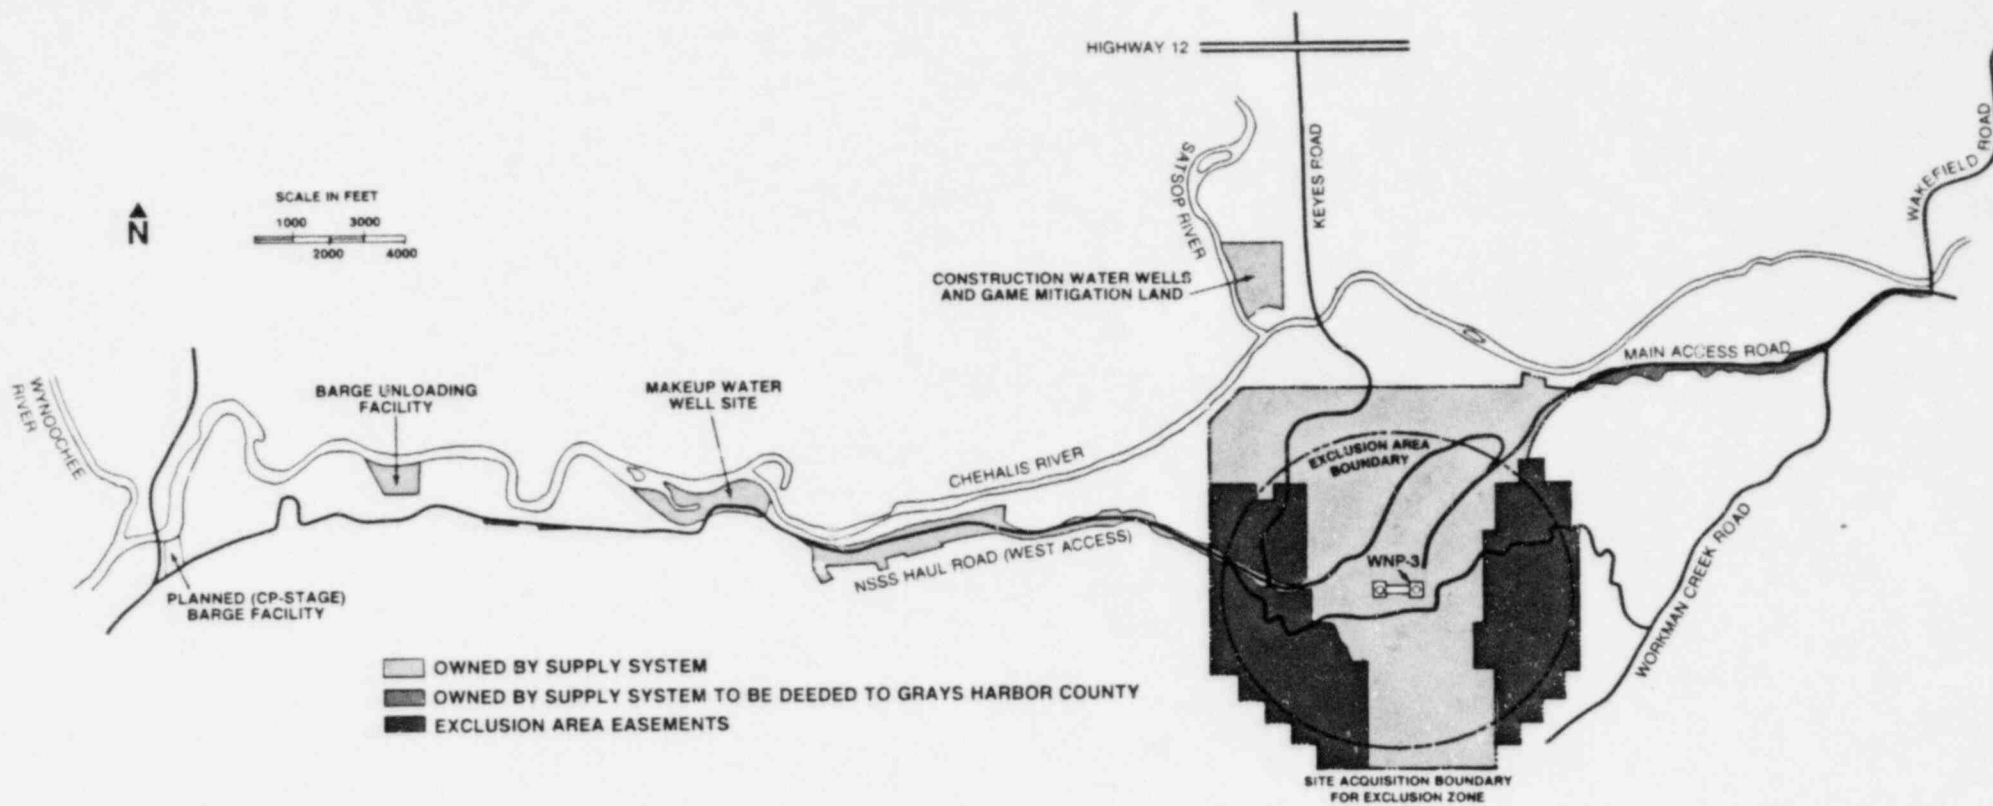 HIGHWAY 12
KEYES ROAD
WAKEFIELD ROAD
SATSOP RIVER
SCALE IN FEET
1000 3000
2000 4000
N
CONSTRUCTION WATER WELLS
AND GAME MITIGATION LAND
MAIN ACCESS ROAD
WYNOOCHEE
RIVER
BARGE UNLOADING
FACILITY
MAKEUP WATER
WELL SITE
CHEHALIS RIVER
EXCLUSION AREA
BOUNDARY
NSSS HAUL ROAD (WEST ACCESS)
WNP-3
WORKMAN CREEK ROAD
PLANNED (CP-STAGE)
BARGE FACILITY
OWNED BY SUPPLY SYSTEM
OWNED BY SUPPLY SYSTEM TO BE DEEDED TO GRAYS HARBOR COUNTY
EXCLUSION AREA EASEMENTS
SITE ACQUISITION BOUNDARY
FOR EXCLUSION ZONE